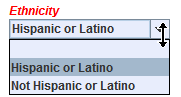 Ethnicity
Hispanic or Latino
Hispanic or Latino
Not Hispanic or Latino